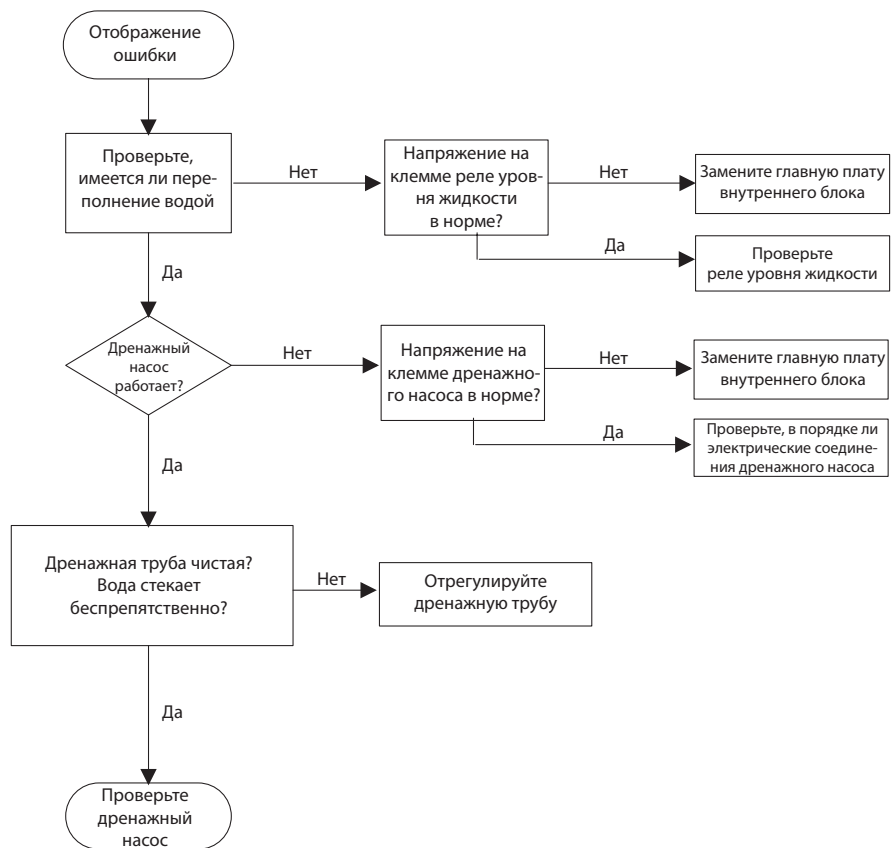 Отображение
ошибки
Проверьте,
имеется ли пере-
полнение водой
Нет
Напряжение на
клемме реле уров-
ня жидкости
в норме?
Нет
Замените главную плату
внутреннего блока
Да
Проверьте
реле уровня жидкости
Да
Дренажный
насос
работает?
Нет
Напряжение на
клемме дренажно-
го насоса в норме?
Нет
Замените главную плату
внутреннего блока
Да
Проверьте, в порядке ли
электрические соедине-
ния дренажного насоса
Да
Дренажная труба чистая?
Вода стекает
беспрепятственно?
Нет
Отрегулируйте
дренажную трубу
Да
Проверьте
дренажный
насос